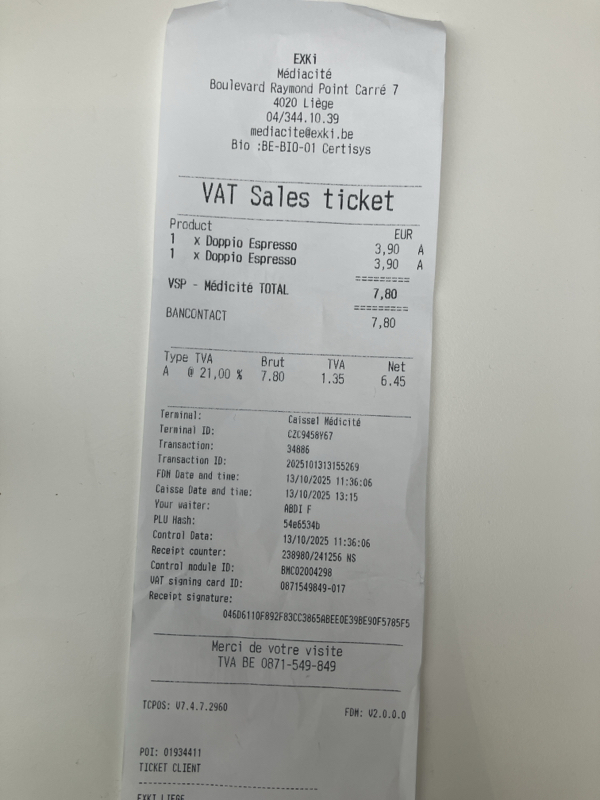 EXKi
Médiacité
Boulevard Raymond Point Carré 7
4020 Liège
04/344.10.39
mediacite@exki.be
Bio :BE-BIO-01 Certisys
VAT Sales ticket
Product EUR
1 x Doppio Espresso 3,90 A
1 x Doppio Espresso 3,90 A
=========
VSP - Médicité TOTAL 7,80
=========
BANCONTACT 7,80
Type TVA Brut TVA Net
A @ 21,00 % 7.80 1.35 6.45
Terminal: Caisse1 Médicité
Terminal ID: CZC9458Y67
Transaction: 34886
Transaction ID: 2025101313155269
FDM Date and time: 13/10/2025 11:36:06
Caisse Date and time: 13/10/2025 13:15
Your waiter: ABDI F
PLU Hash: 54e6534b
Control Data: 13/10/2025 11:36:06
Receipt counter: 238980/241256 NS
Control module ID: BMC02004298
VAT signing card ID: 0871549849-017
Receipt signature:
046D6110F892F83CC3865ABEE0E39BE90F5785F5
Merci de votre visite
TVA BE 0871-549-849
TCPOS: V7.4.7.2960 FDM: V2.0.0.0
POI: 01934411
TICKET CLIENT
EXKI LIEGE